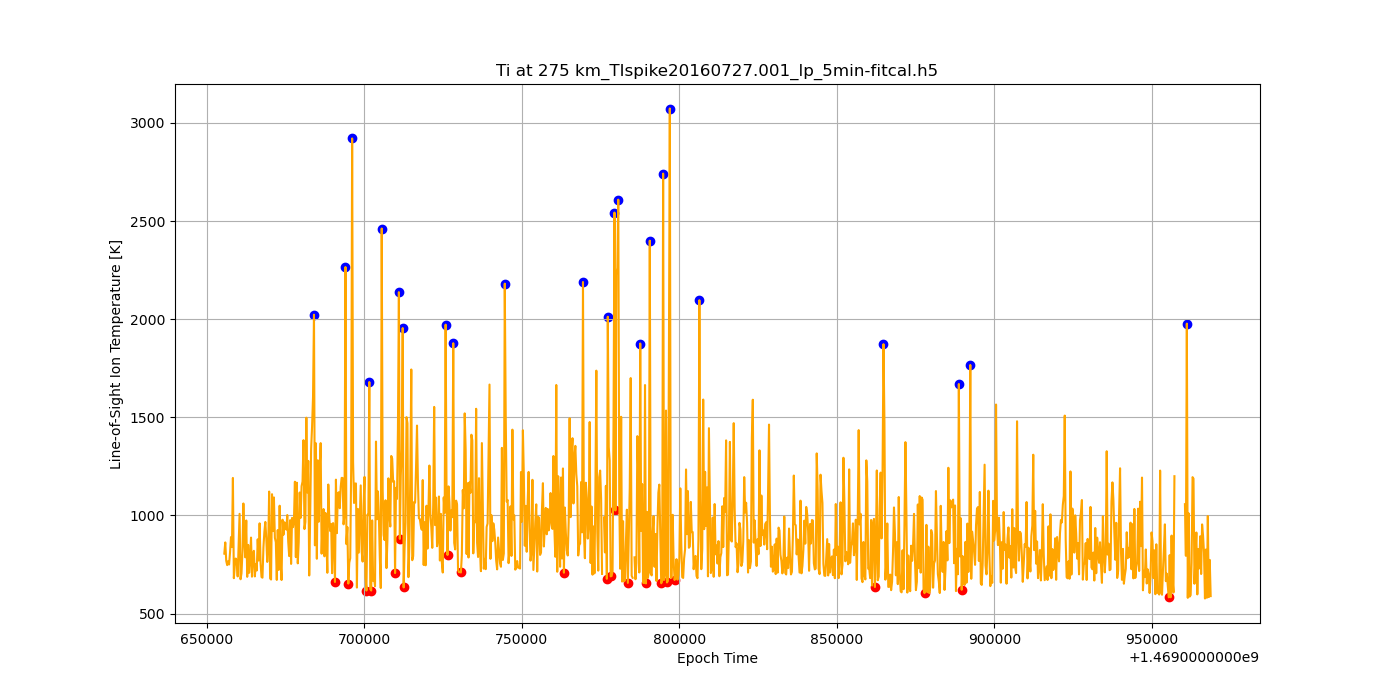 Ti at 275 km_TIspike20160727.001_lp_5min-fitcal.h5
Line-of-Sight Ion Temperature [K]
3000
2500
2000
1500
1000
500
650000 700000 750000 800000 850000 900000 950000
Epoch Time
+1.4690000000e9